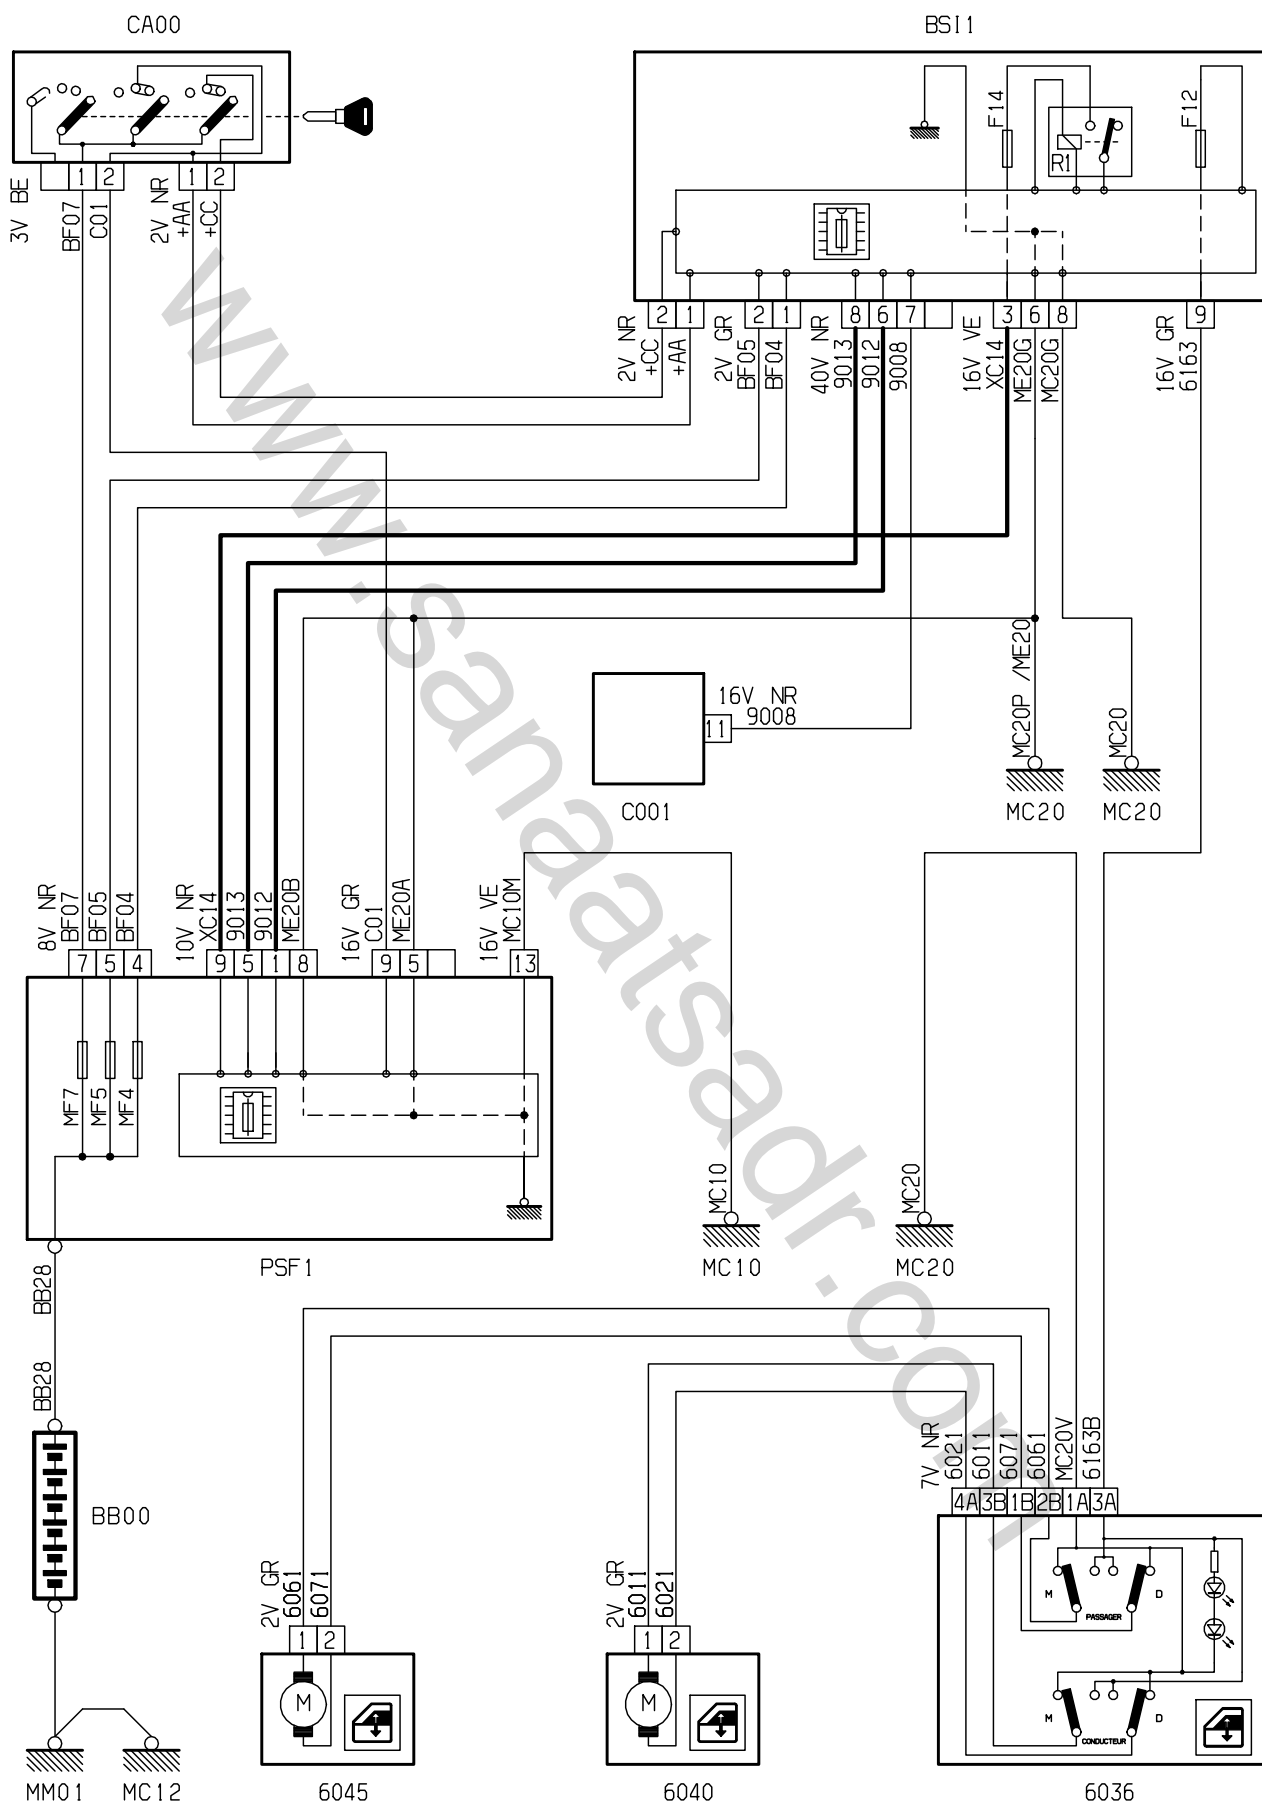 CA00
BSI1
F14
F12
R1
1 2 1 2
3V BE
BF07
C01
2V NR
+AA
+CC
2 1 2 1 8 6 7 3 6 8 9
2V NR
+CC
+AA
2V GR
BF05
BF04
40V NR
9013
9012
9008
16V VE
XC14
ME20G
MC20G
16V GR
6163
16V NR
9008
11
C001
MC20P /ME20
MC20
MC20
MC20
8V NR
BF07
BF05
BF04
10V NR
XC14
9013
9012
ME20B
16V GR
C01
ME20A
16V VE
MC10M
7 5 4 9 5 1 8 9 5 13
MF7
MF5
MF4
PSF1
MC10
MC10
MC20
MC20
BB28
BB28
BB00
7V NR
6021
6011
6071
6061
MC20V
6163B
4A 3B 1B 2B 1A 3A
M
D
PASSAGER
M
D
CONDUCTEUR
2V GR
6061
6071
1 2
M
2V GR
6011
6021
1 2
M
MM01
MC12
6045
6040
6036
www.sanaatsadr.com